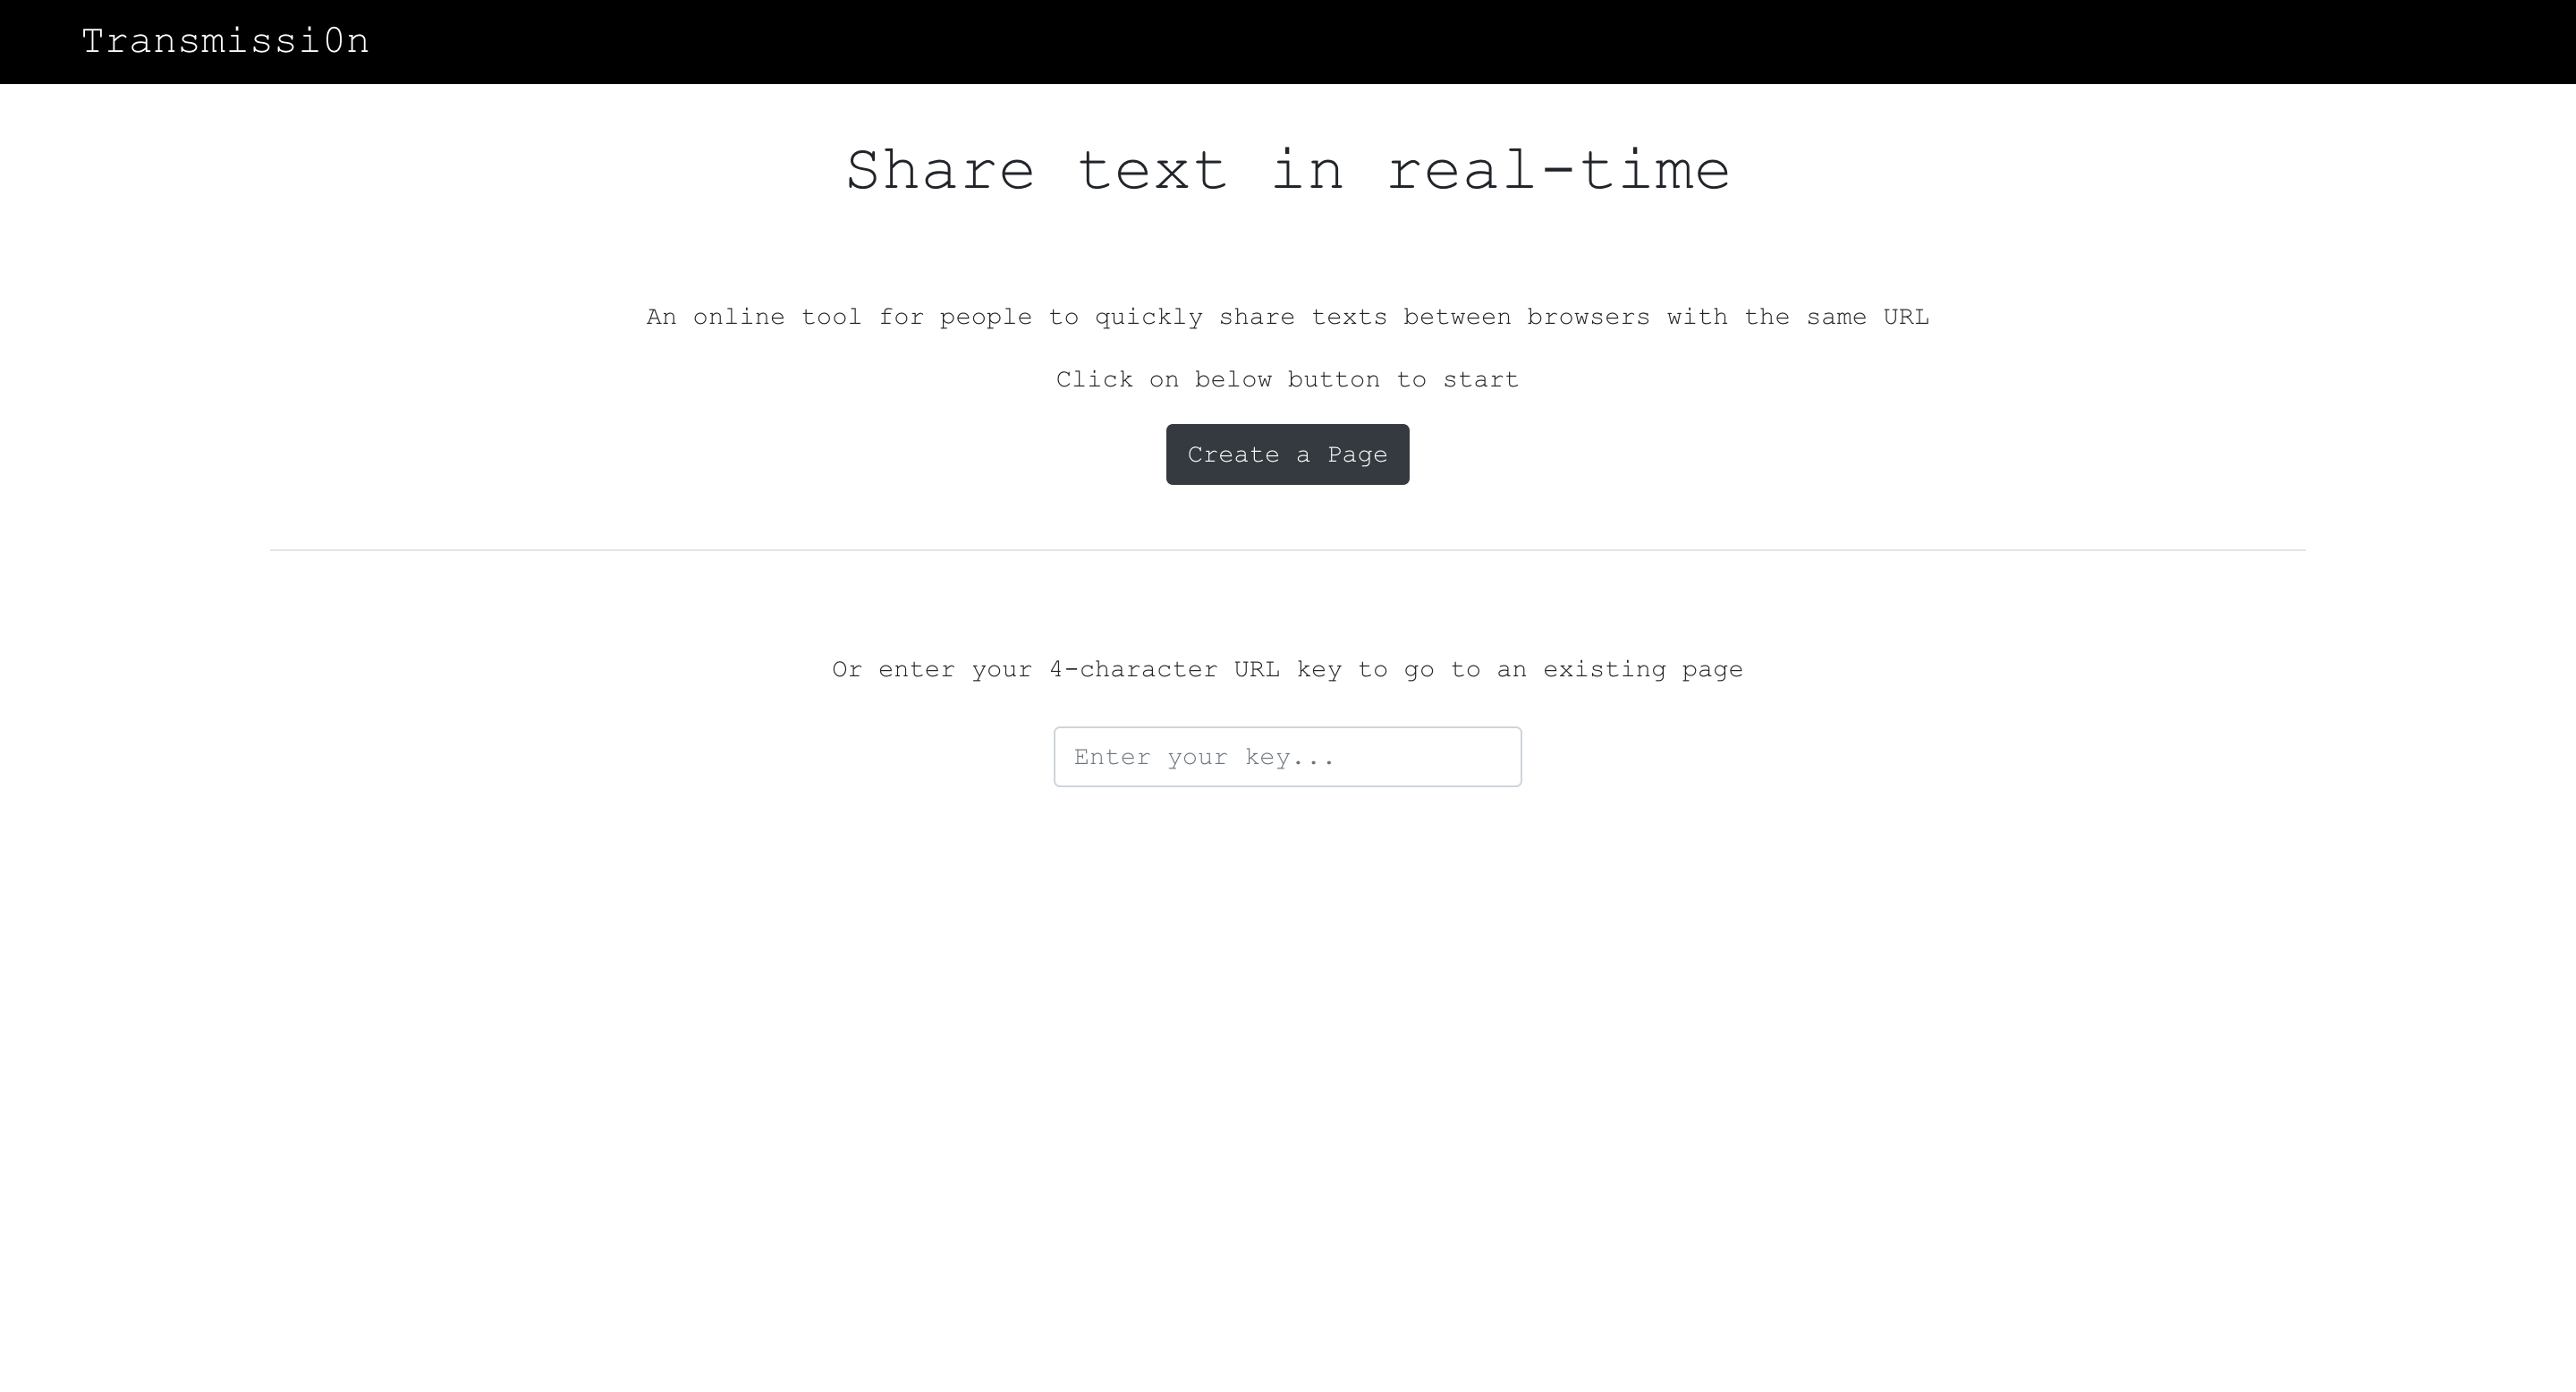 Transmissi0n
Share text in real-time
An online tool for people to quickly share texts between browsers with the same URL
Click on below button to start
Create a Page
Or enter your 4-character URL key to go to an existing page
Enter your key...